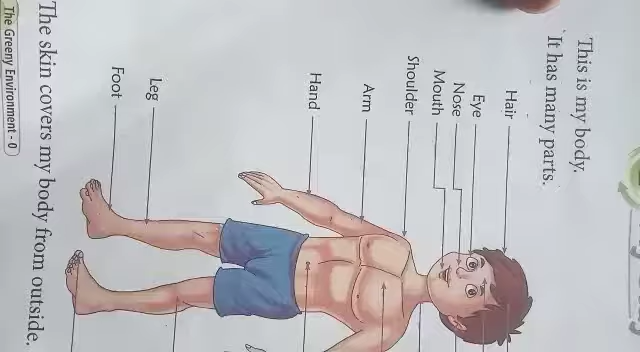 This is my body.
It has many parts.
Hair
Eye
Nose
Mouth
Shoulder
Arm
Hand
Leg
Foot
The skin covers my body from outside.
The Greeny Environment - 0